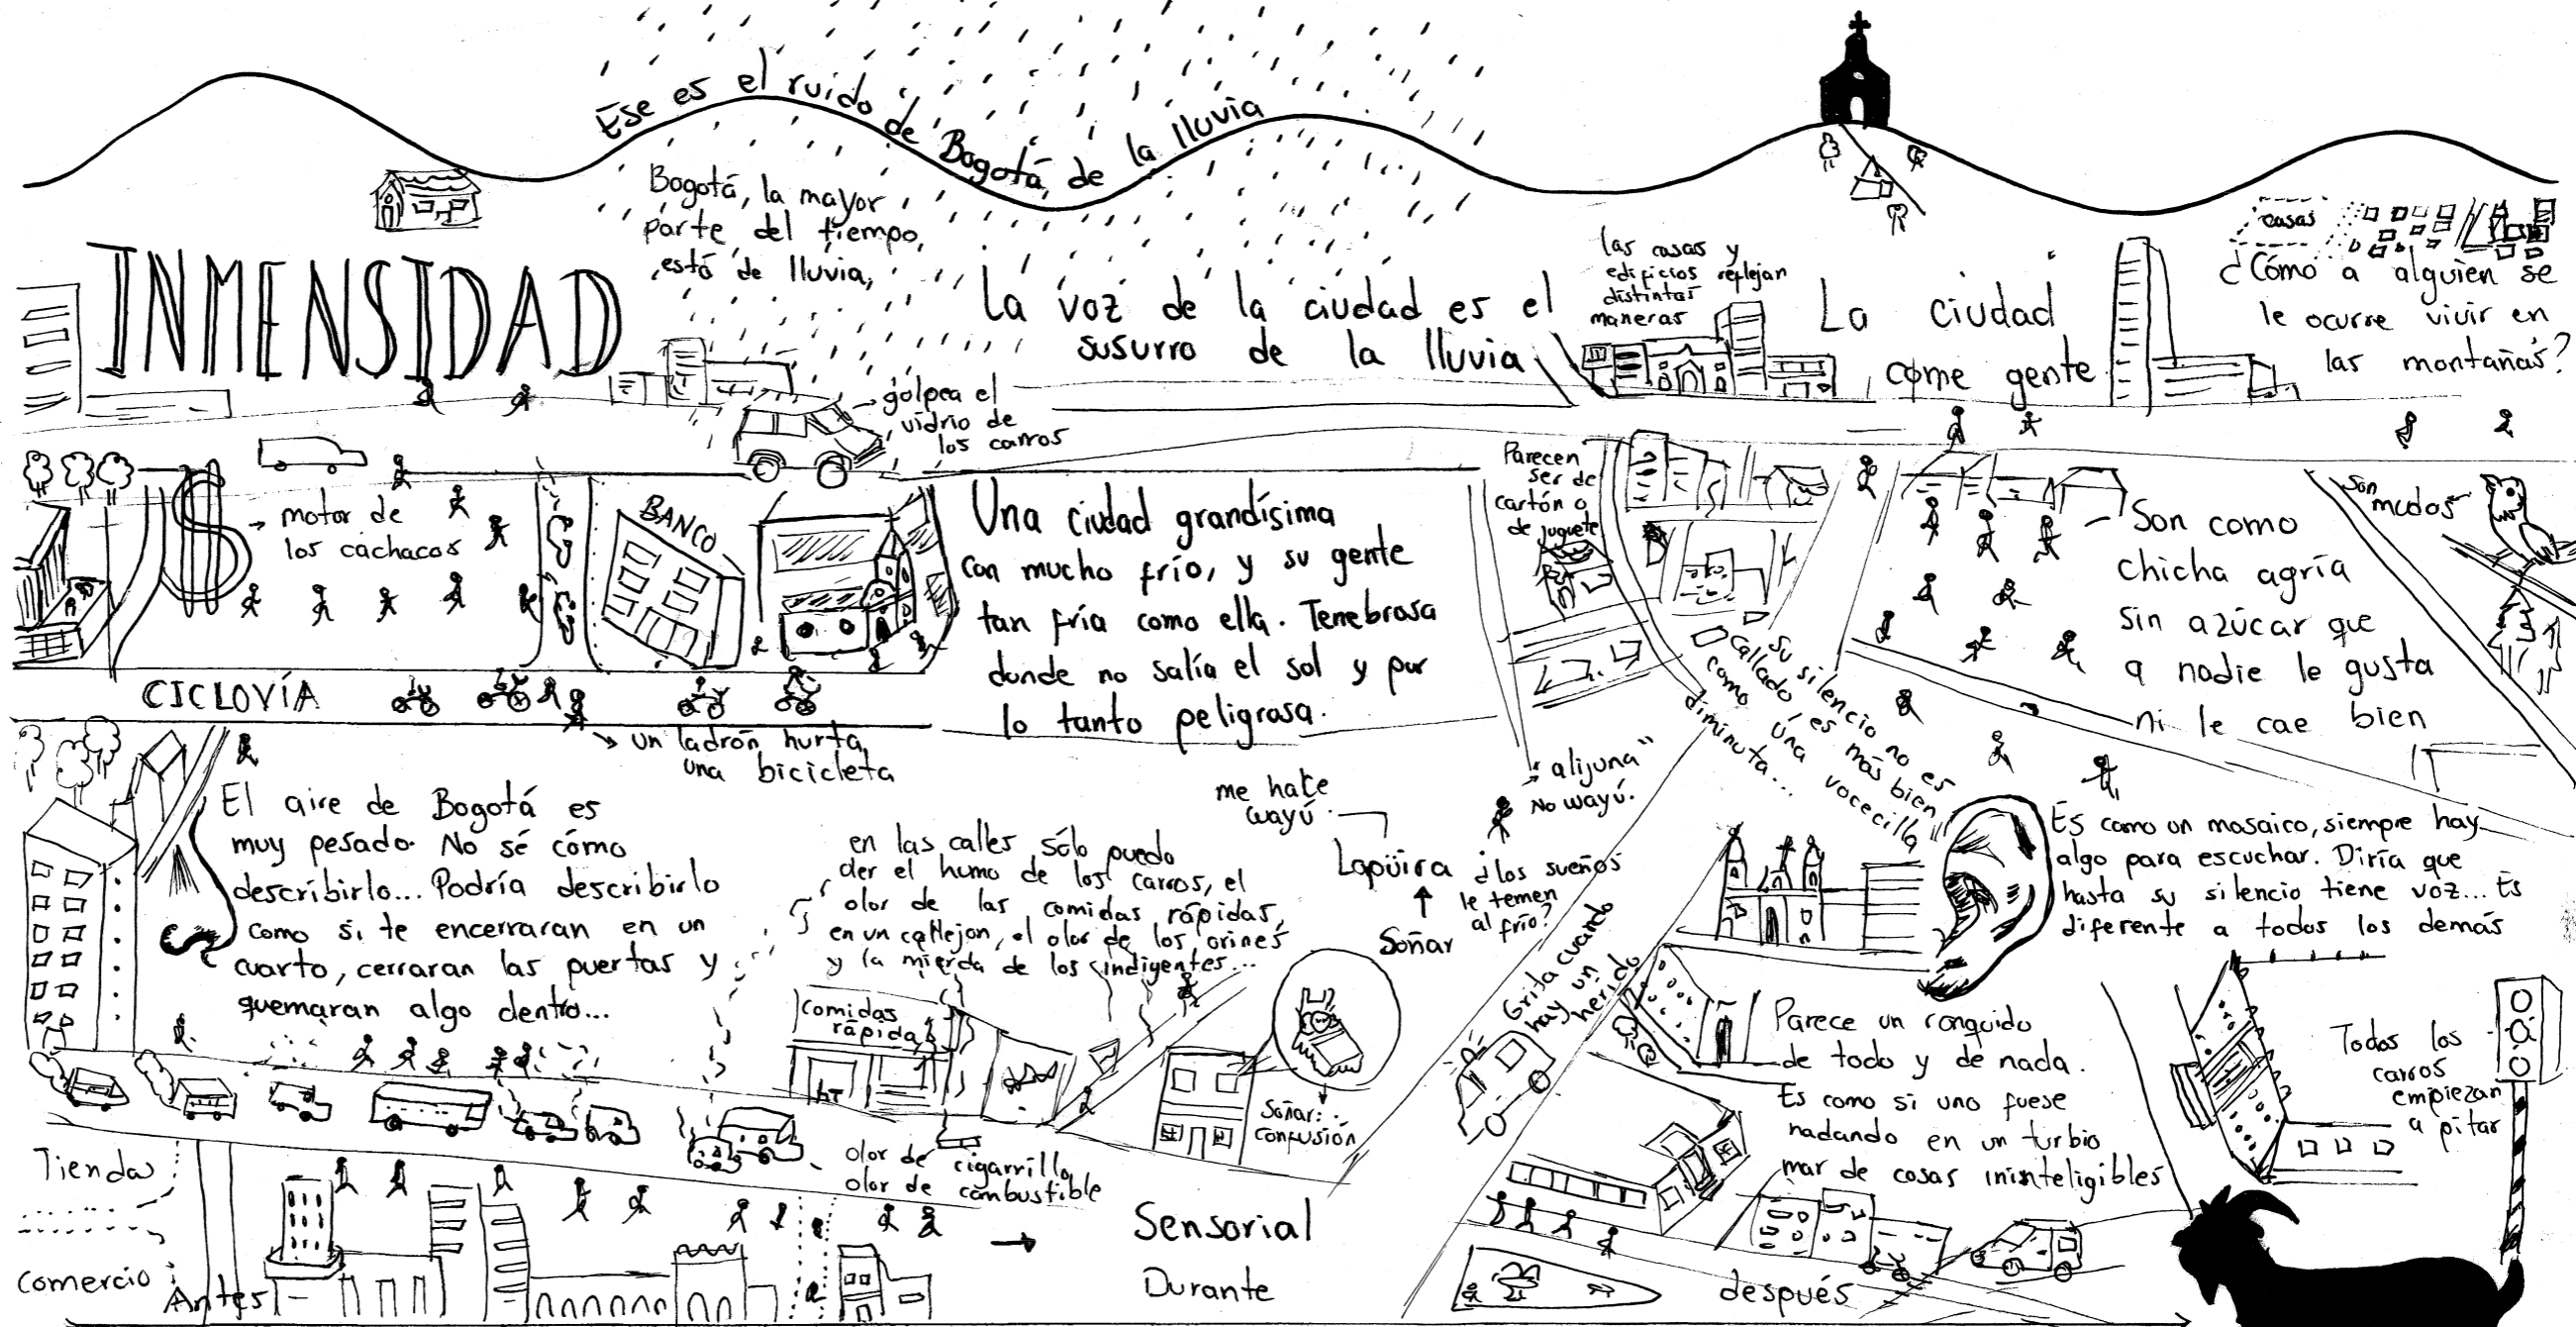 Ese es el ruido de Bogotá, de la lluvia
Bogotá, la mayor
parte del tiempo,
está de lluvia,
INMENSIDAD
La voz de la ciudad es el
susurro de la lluvia
las casas y
edificios reflejan
distintas
maneras
La ciudad
come gente
casas
¿Cómo a alguien se
le ocurre vivir en
las montañas?
golpea el
vidrio de
los carros
$
motor de
los cachacos
BANCO
Una ciudad grandísima
con mucho frío, y su gente
tan fría como ella. Tenebrosa
donde no salía el sol y por
lo tanto peligrosa.
Parecen
ser de
cartón o
de juguete
Son
mudos
Son como
chicha agría
sin azúcar que
a nadie le gusta
ni le cae bien
CICLOVÍA
un ladrón hurta
una bicicleta
Su silencio no es
callado, es más bien
como una vocecilla
diminuta...
El aire de Bogotá es
muy pesado. No sé cómo
describirlo... Podría describirlo
como si te encerraran en un
cuarto, cerraran las puertas y
quemaran algo dentro...
en las calles sólo puedo
oler el humo de los carros, el
olor de las comidas rápidas,
en un callejon, el olor de los orines
y la mierda de los indigentes...
me hace
wayú
Lapüira
Soñar
alijuna"
No wayú.
¿Los sueños
le temen
al frío?
Es como un mosaico, siempre hay
algo para escuchar. Diría que
hasta su silencio tiene voz... Es
diferente a todos los demás
Grita cuando
hay un
herido
comidas
rápidas
Soñar:
confusión
Parece un ronquido
de todo y de nada.
Es como si uno fuese
nadando en un turbio
mar de cosas ininteligibles
Todos los
carros
empiezan
a pitar
Tienda
comercio
olor de cigarrillo
olor de combustible
Antes
Sensorial
Durante
después